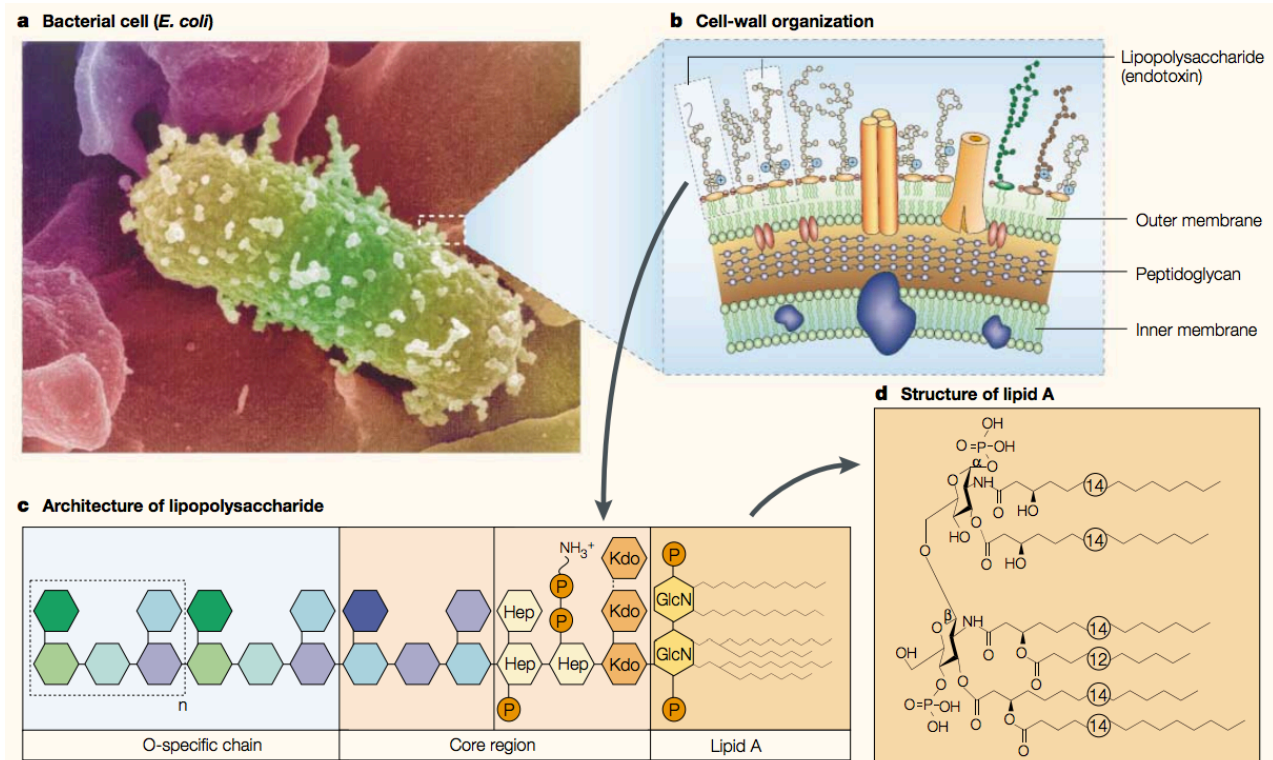 a Bacterial cell (E. coli)
b Cell-wall organization
Lipopolysaccharide
(endotoxin)
Outer membrane
Peptidoglycan
Inner membrane
c Architecture of lipopolysaccharide
NH₃⁺
P
P
Kdo
P
Hep
Kdo
GlcN
Hep
Hep
Kdo
GlcN
P
P
n
O-specific chain
Core region
Lipid A
d Structure of lipid A
OH
O=P-OH
α
O
O
NH
14
O
HO
HO
O
14
O
HO
O
β
NH
14
O
O
OH
O
12
O
O
O
14
O=P-OH
OH
O
O
14
O